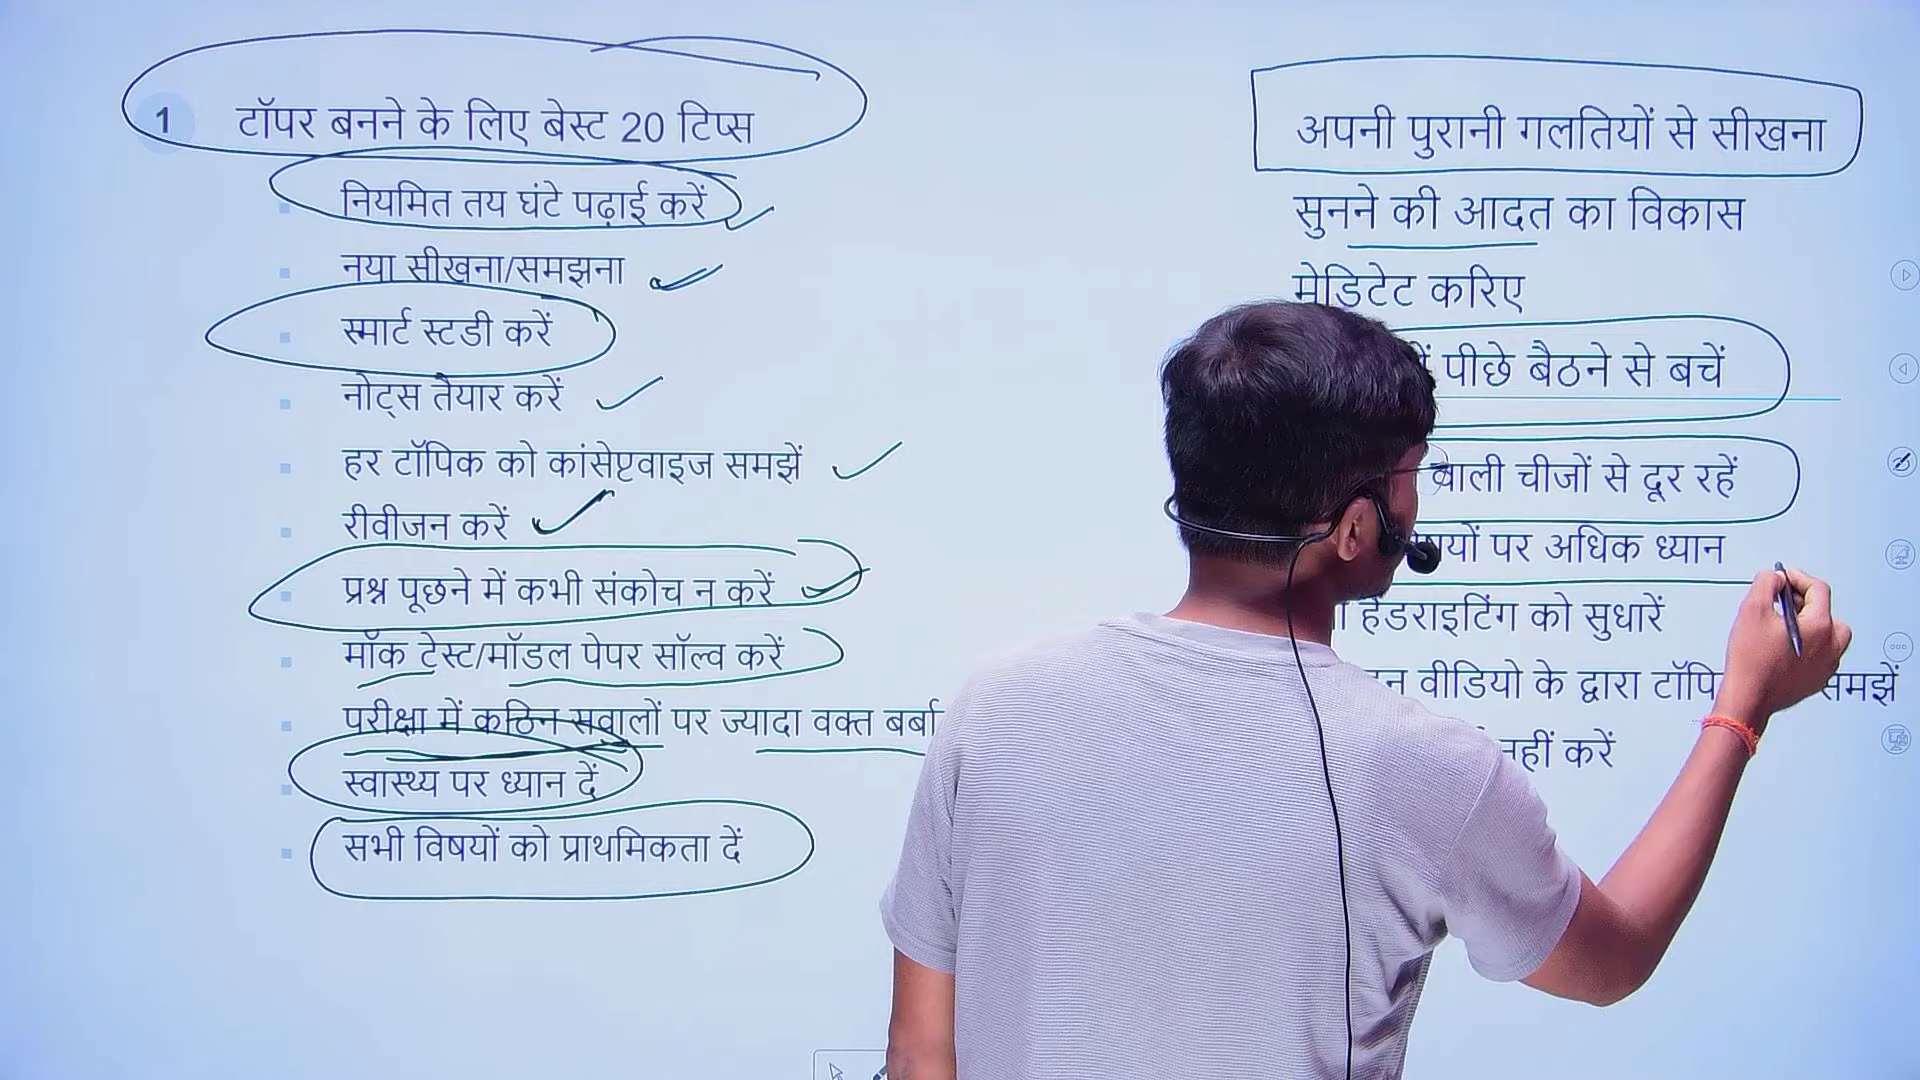 1 टॉपर बनने के लिए बेस्ट 20 टिप्स
नियमित तय घंटे पढ़ाई करें
नया सीखना/समझना
स्मार्ट स्टडी करें
नोट्स तैयार करें
हर टॉपिक को कांसेप्टवाइज समझें
रीवीजन करें
प्रश्न पूछने में कभी संकोच न करें
मॉक टेस्ट/मॉडल पेपर सॉल्व करें
परीक्षा में कठिन सवालों पर ज्यादा वक्त
स्वास्थ्य पर ध्यान दें
सभी विषयों को प्राथमिकता दें
अपनी पुरानी गलतियों से सीखना
सुनने की आदत का विकास
मेडिटेट करिए
पीछे बैठने से बचें
वाली चीजों से दूर रहें
पर अधिक ध्यान
हैंडराइटिंग को सुधारें
वीडियो के द्वारा समझें
नहीं करें